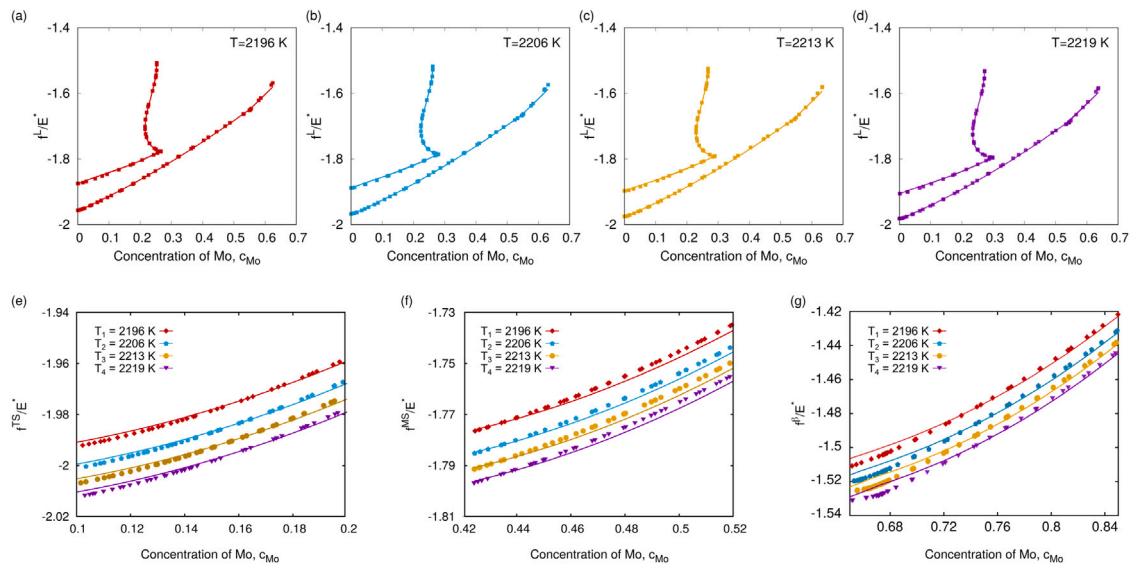 (a)
T=2196 K
-1.4
-1.6
-1.8
-2
f^L/E^*
0 0.1 0.2 0.3 0.4 0.5 0.6 0.7
Concentration of Mo, c_Mo
(b)
T=2206 K
-1.4
-1.6
-1.8
-2
f^L/E^*
0 0.1 0.2 0.3 0.4 0.5 0.6 0.7
Concentration of Mo, c_Mo
(c)
T=2213 K
-1.4
-1.6
-1.8
-2
f^L/E^*
0 0.1 0.2 0.3 0.4 0.5 0.6 0.7
Concentration of Mo, c_Mo
(d)
T=2219 K
-1.4
-1.6
-1.8
-2
f^L/E^*
0 0.1 0.2 0.3 0.4 0.5 0.6 0.7
Concentration of Mo, c_Mo
(e)
-1.94
-1.96
-1.98
-2
-2.02
f^TS/E^*
T_1 = 2196 K
T_2 = 2206 K
T_3 = 2213 K
T_4 = 2219 K
0.1 0.12 0.14 0.16 0.18 0.2
Concentration of Mo, c_Mo
(f)
-1.73
-1.75
-1.77
-1.79
-1.81
f^MS/E^*
T_1 = 2196 K
T_2 = 2206 K
T_3 = 2213 K
T_4 = 2219 K
0.42 0.44 0.46 0.48 0.5 0.52
Concentration of Mo, c_Mo
(g)
-1.42
-1.44
-1.46
-1.48
-1.5
-1.52
-1.54
f^β/E^*
T_1 = 2196 K
T_2 = 2206 K
T_3 = 2213 K
T_4 = 2219 K
0.68 0.72 0.76 0.8 0.84
Concentration of Mo, c_Mo